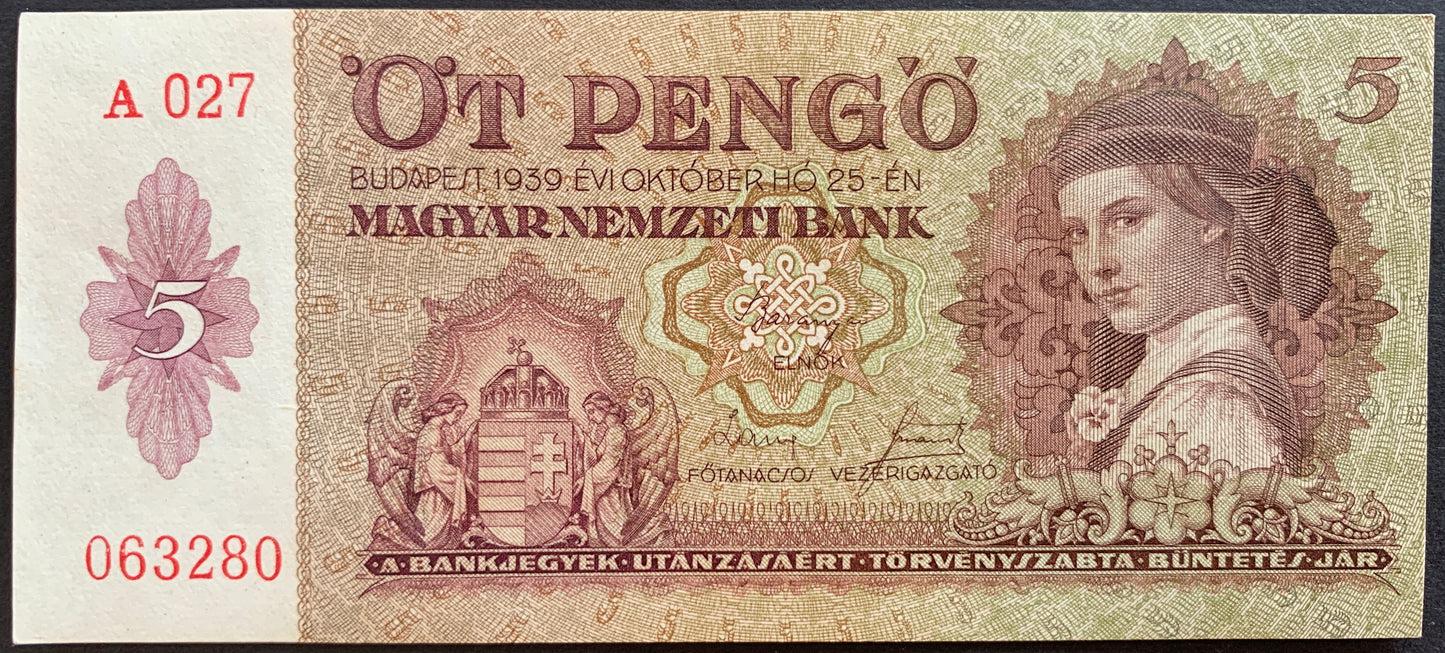 A 027
5
063280
ÖT PENGŐ
5
BUDAPEST, 1939. ÉVI OKTÓBER HÓ 25-ÉN
MAGYAR NEMZETI BANK
ELNÖK
FŐTANÁCSOS VEZÉRIGAZGATÓ
· A · BANKJEGYEK · UTÁNZÁSÁÉRT · TÖRVÉNYSZABTA · BÜNTETÉS · JÁR ·